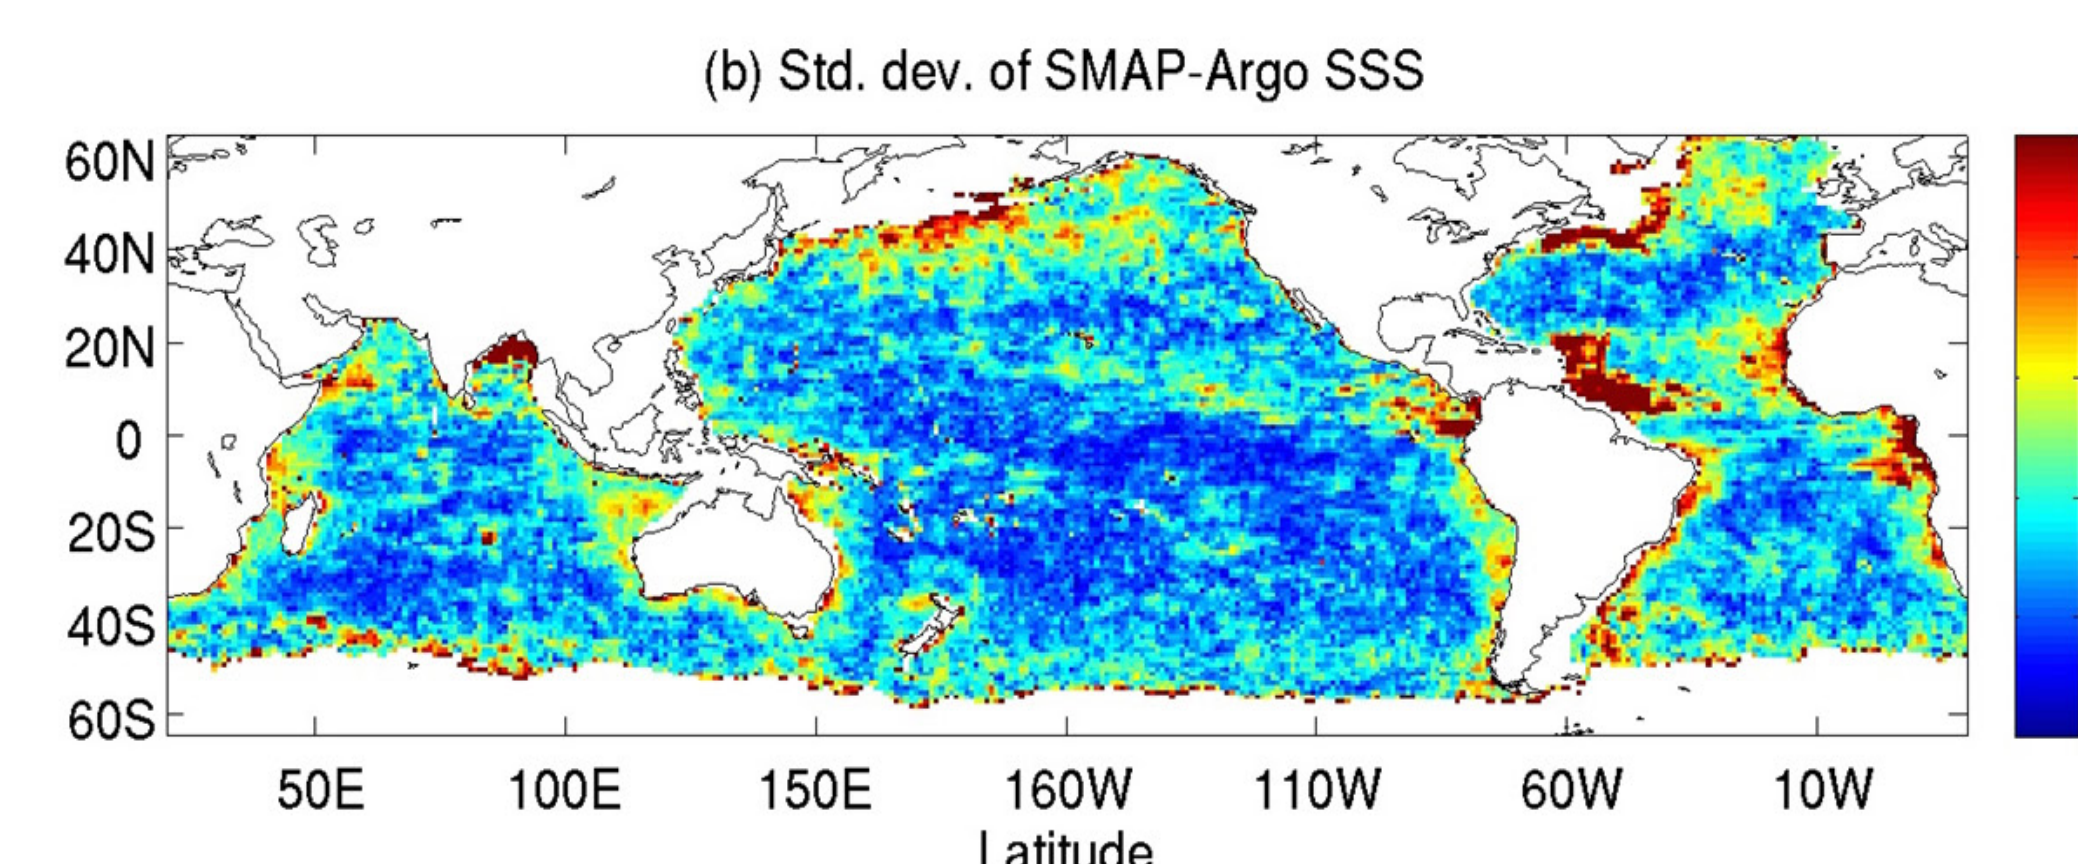 (b) Std. dev. of SMAP-Argo SSS
60N
40N
20N
0
20S
40S
60S
50E 100E 150E 160W 110W 60W 10W
Latitude